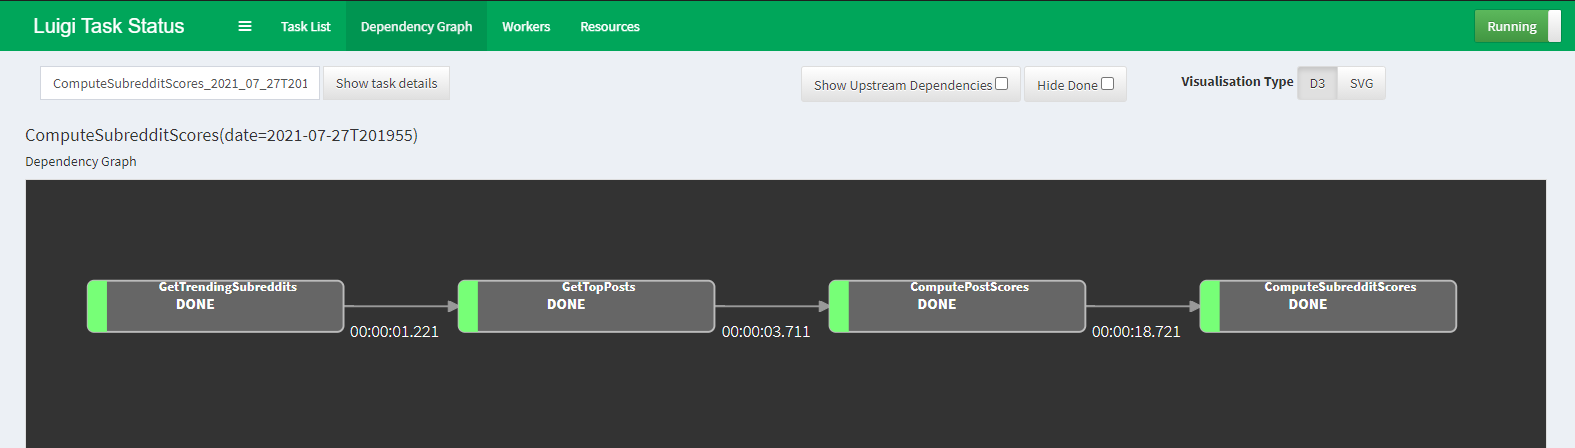 Luigi Task Status
Task List
Dependency Graph
Workers
Resources
Running
ComputeSubredditScores_2021_07_27T201
Show task details
Show Upstream Dependencies
Hide Done
Visualisation Type
D3
SVG
ComputeSubredditScores(date=2021-07-27T201955)
Dependency Graph
GetTrendingSubreddits
DONE
00:00:01.221
GetTopPosts
DONE
00:00:03.711
ComputePostScores
DONE
00:00:18.721
ComputeSubredditScores
DONE